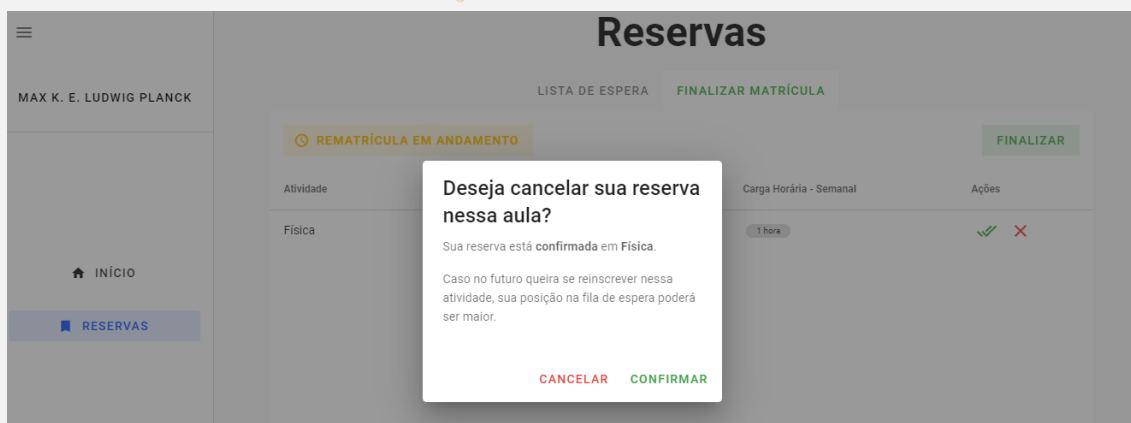 Reservas
MAX K. E. LUDWIG PLANCK
LISTA DE ESPERA FINALIZAR MATRÍCULA
REMATRÍCULA EM ANDAMENTO FINALIZAR
Atividade Carga Horária - Semanal Ações
Física 1 hora
Deseja cancelar sua reserva
nessa aula?
Sua reserva está confirmada em Física.
Caso no futuro queira se reinscrever nessa
atividade, sua posição na fila de espera poderá
ser maior.
CANCELAR CONFIRMAR
INÍCIO
RESERVAS